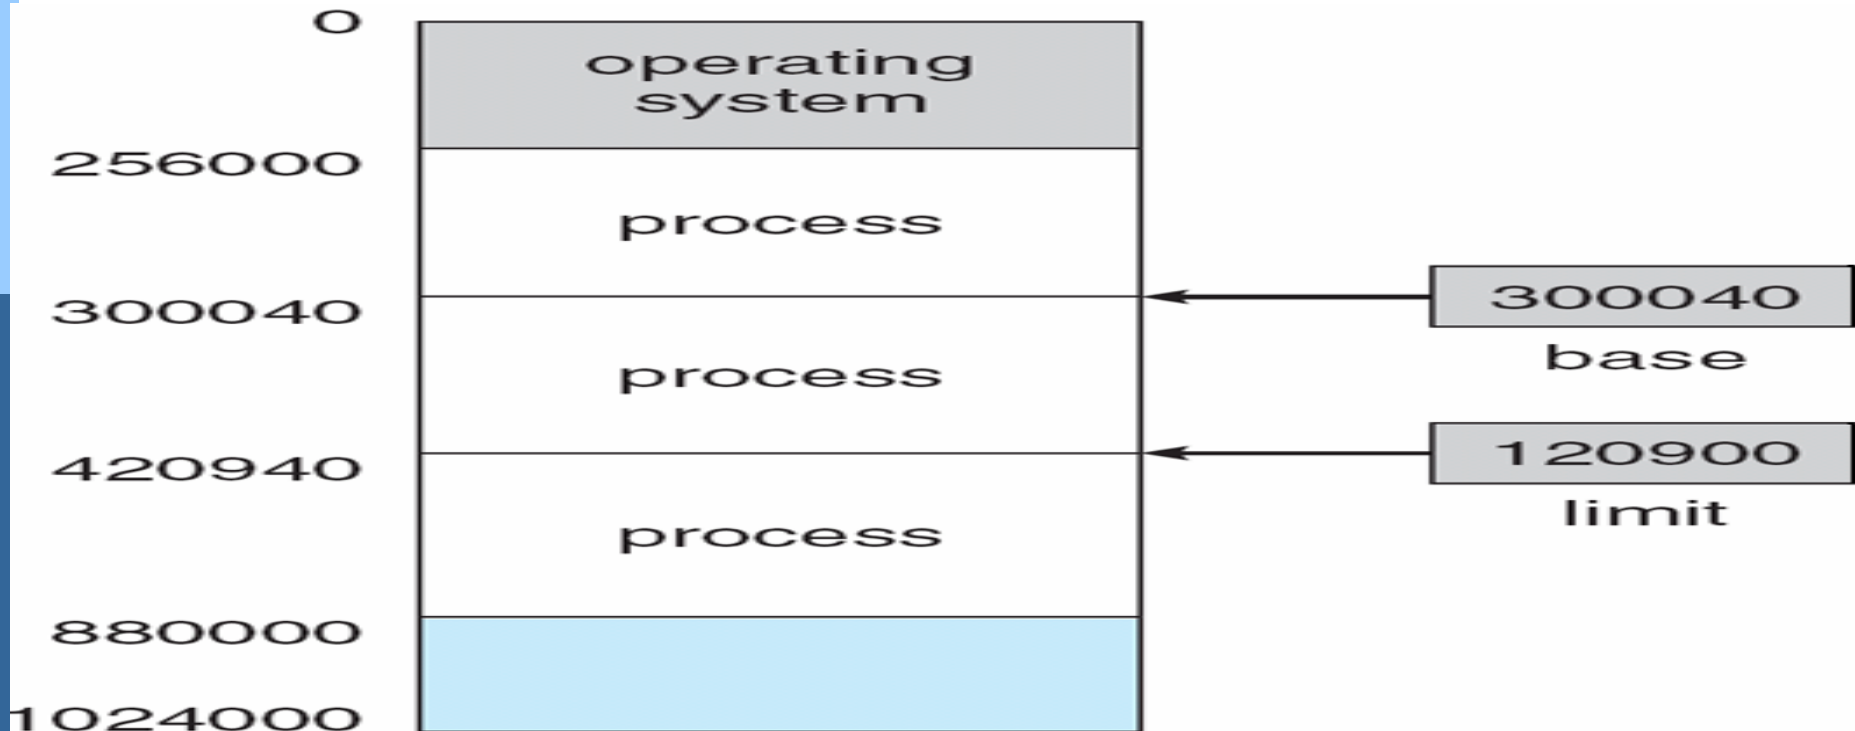 0
operating
system
256000
process
300040
300040
base
process
420940
120900
limit
process
880000
1024000